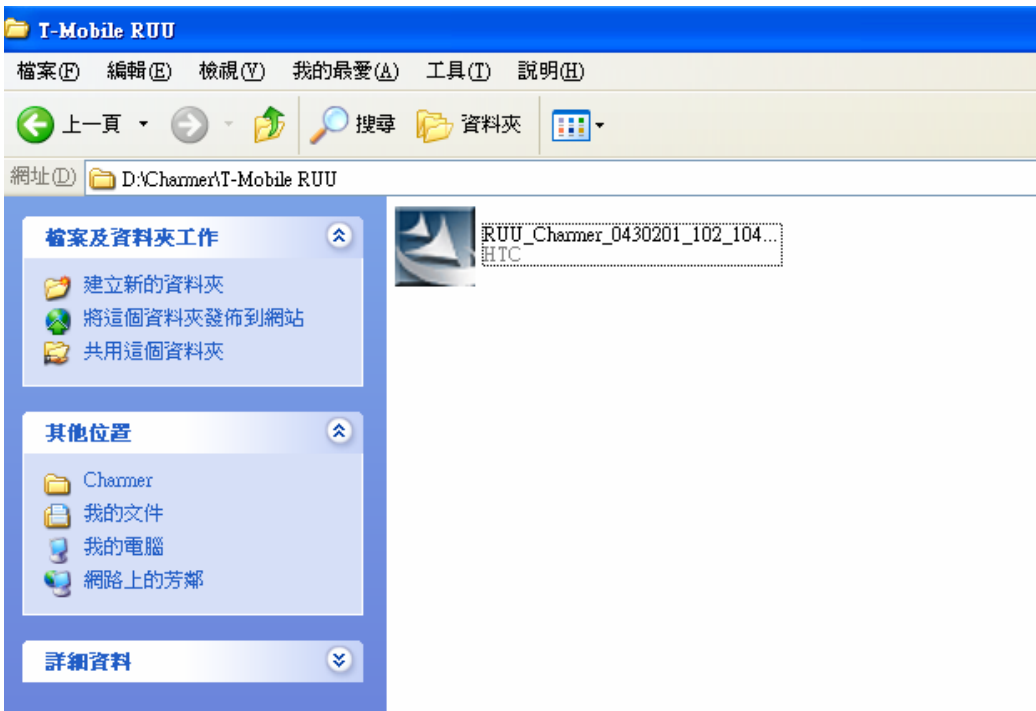 T-Mobile RUU
檔案(F) 編輯(E) 檢視(V) 我的最愛(A) 工具(T) 說明(H)
上一頁 搜尋 資料夾
網址(D) D:\Charmer\T-Mobile RUU
檔案及資料夾工作
建立新的資料夾
將這個資料夾發佈到網站
共用這個資料夾
其他位置
Charmer
我的文件
我的電腦
網路上的芳鄰
詳細資料
RUU_Charmer_0430201_102_104...
HTC